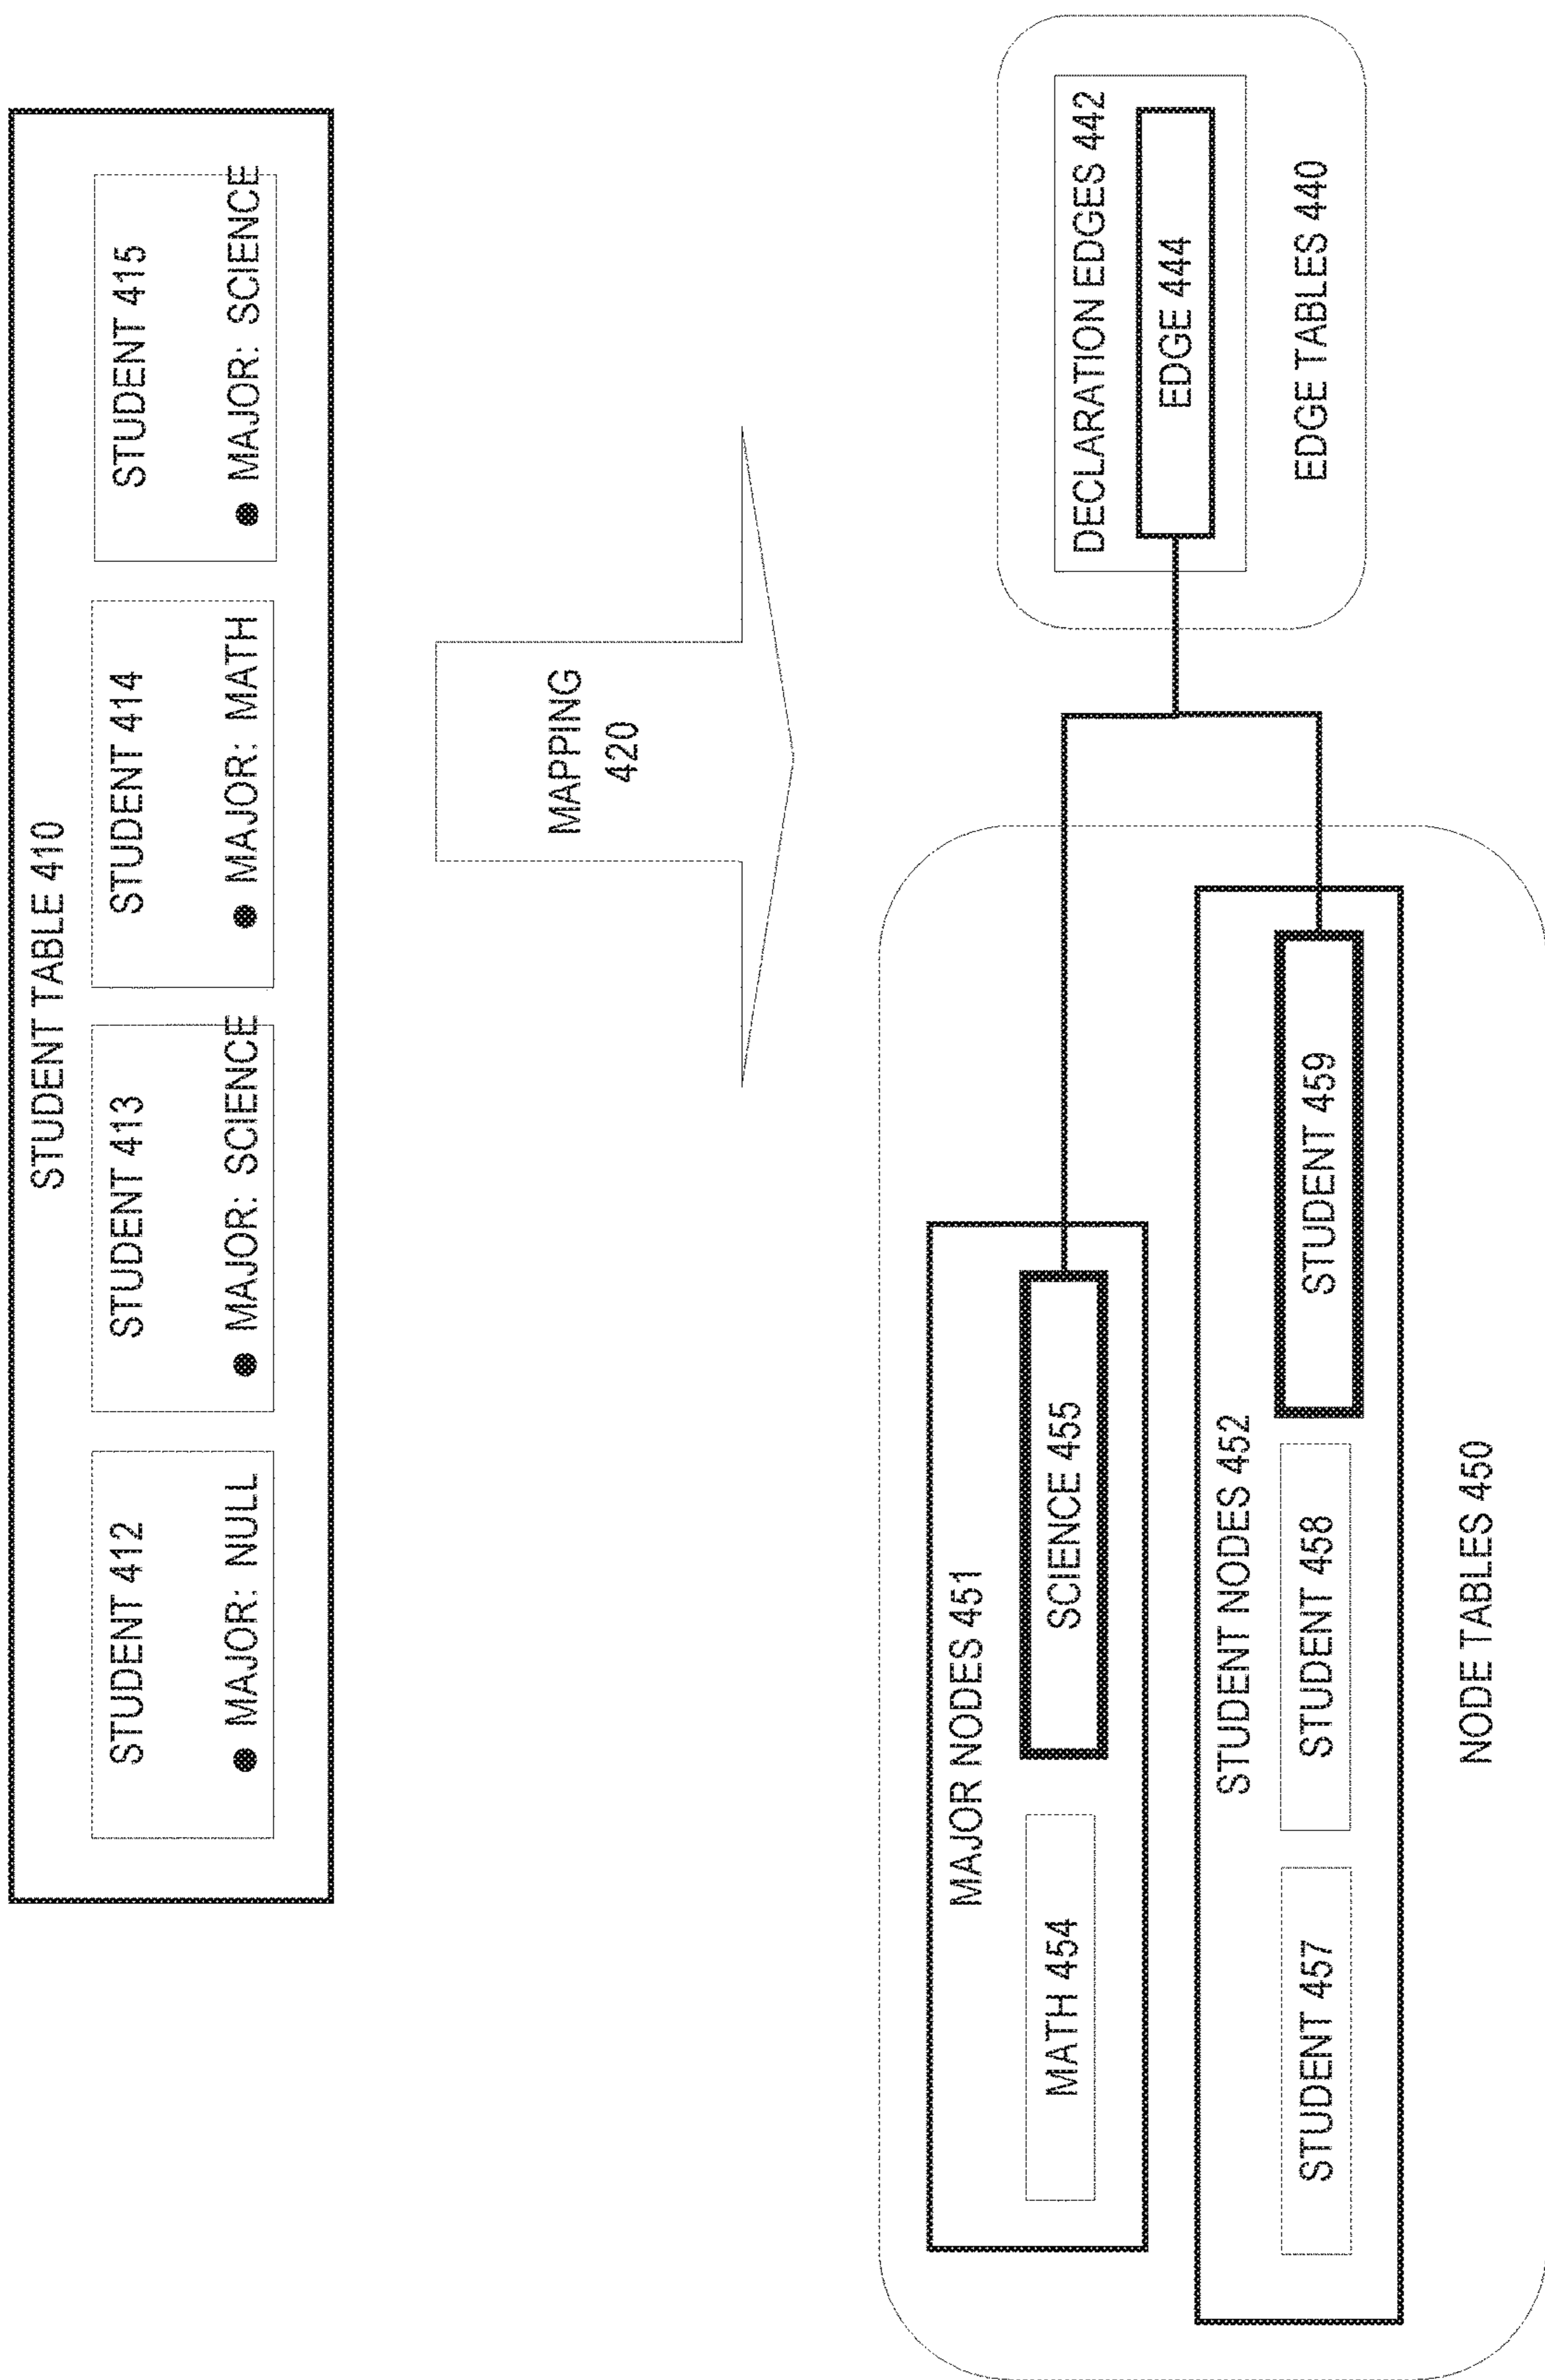 STUDENT TABLE 410
STUDENT 412
● MAJOR: NULL
STUDENT 413
● MAJOR: SCIENCE
STUDENT 414
● MAJOR: MATH
STUDENT 415
● MAJOR: SCIENCE
MAPPING
420
MAJOR NODES 451
MATH 454
SCIENCE 455
STUDENT NODES 452
STUDENT 457
STUDENT 458
STUDENT 459
NODE TABLES 450
DECLARATION EDGES 442
EDGE 444
EDGE TABLES 440